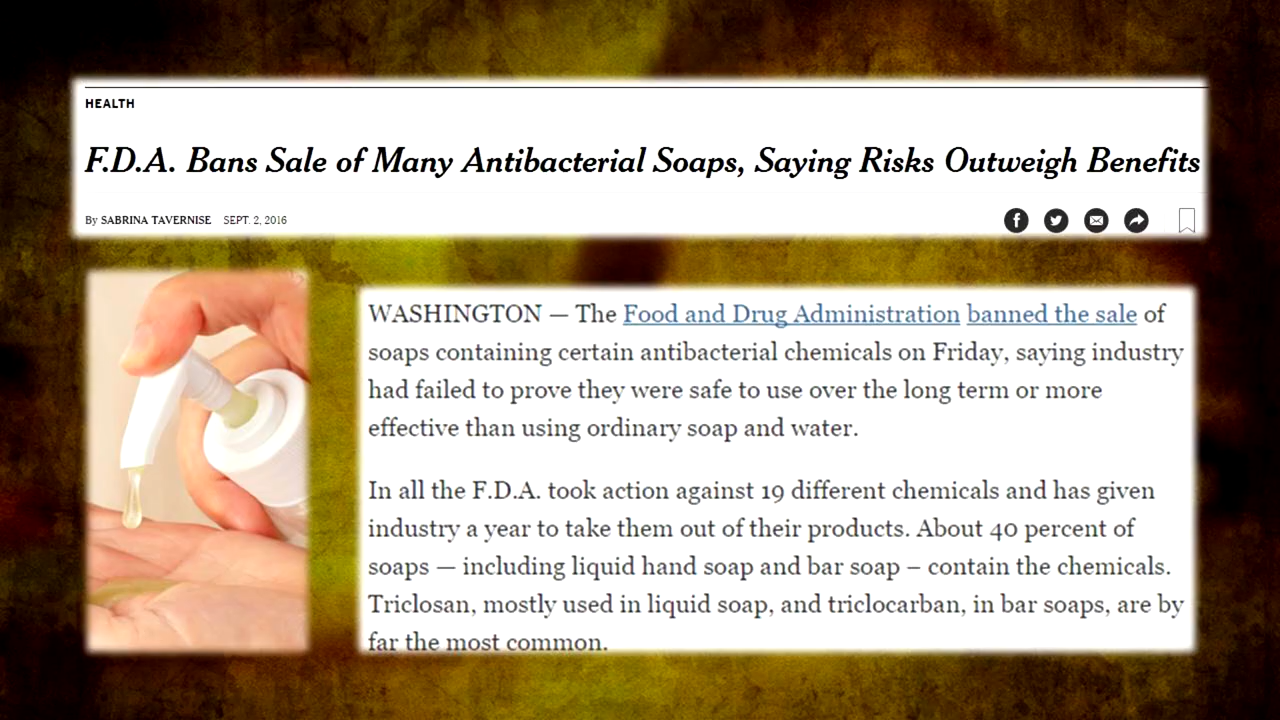 HEALTH
F.D.A. Bans Sale of Many Antibacterial Soaps, Saying Risks Outweigh Benefits
By SABRINA TAVERNISE SEPT. 2, 2016
WASHINGTON — The Food and Drug Administration banned the sale of
soaps containing certain antibacterial chemicals on Friday, saying industry
had failed to prove they were safe to use over the long term or more
effective than using ordinary soap and water.
In all the F.D.A. took action against 19 different chemicals and has given
industry a year to take them out of their products. About 40 percent of
soaps — including liquid hand soap and bar soap – contain the chemicals.
Triclosan, mostly used in liquid soap, and triclocarban, in bar soaps, are by
far the most common.